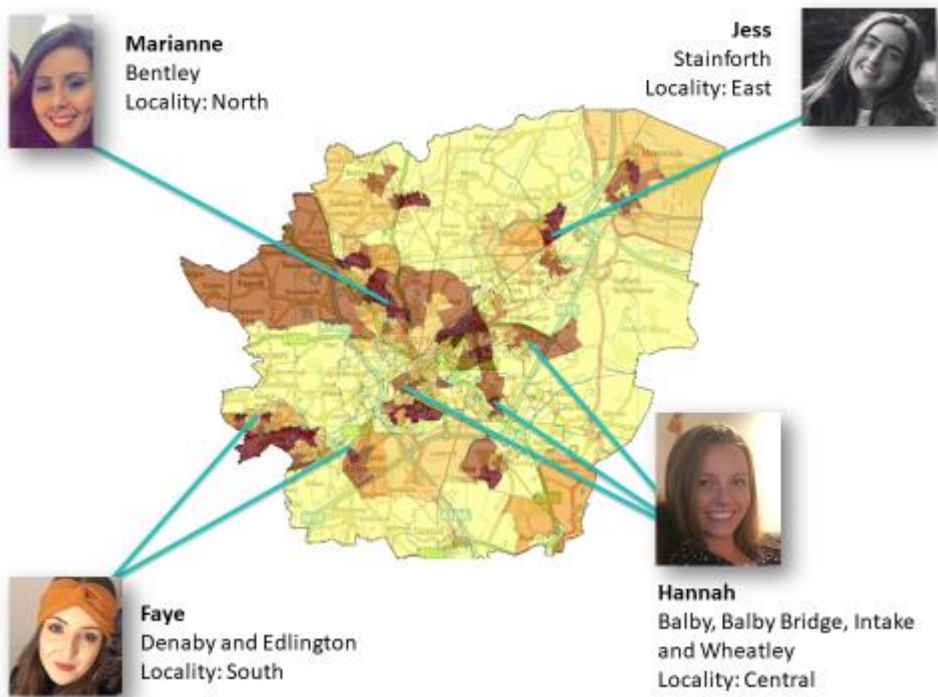 Marianne
Bentley
Locality: North
Jess
Stainforth
Locality: East
Faye
Denaby and Edlington
Locality: South
Hannah
Balby, Balby Bridge, Intake
and Wheatley
Locality: Central